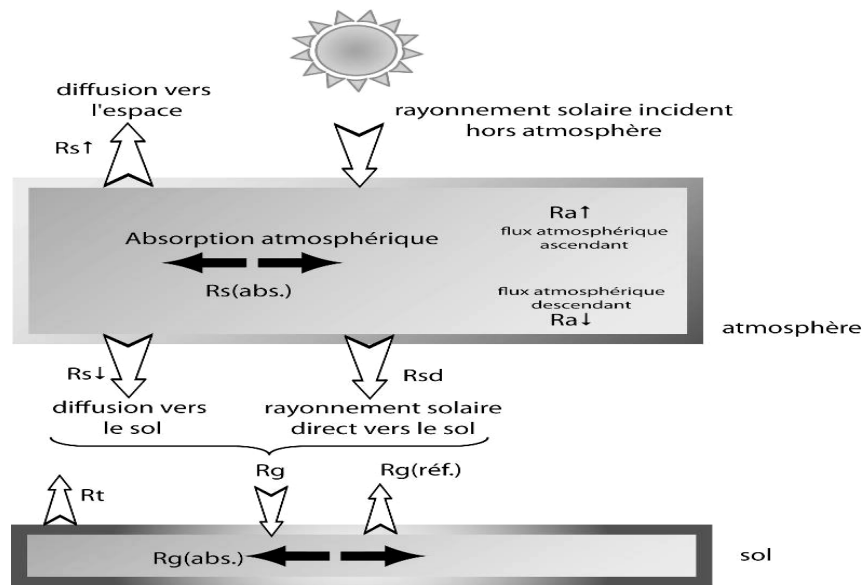 diffusion vers
l'espace
Rs↑
rayonnement solaire incident
hors atmosphère
Ra↑
flux atmosphérique
ascendant
Absorption atmosphérique
Rs(abs.)
flux atmosphérique
descendant
Ra↓
atmosphère
Rs↓
Rsd
diffusion vers
le sol
rayonnement solaire
direct vers le sol
Rg
Rg(réf.)
Rt
Rg(abs.)
sol